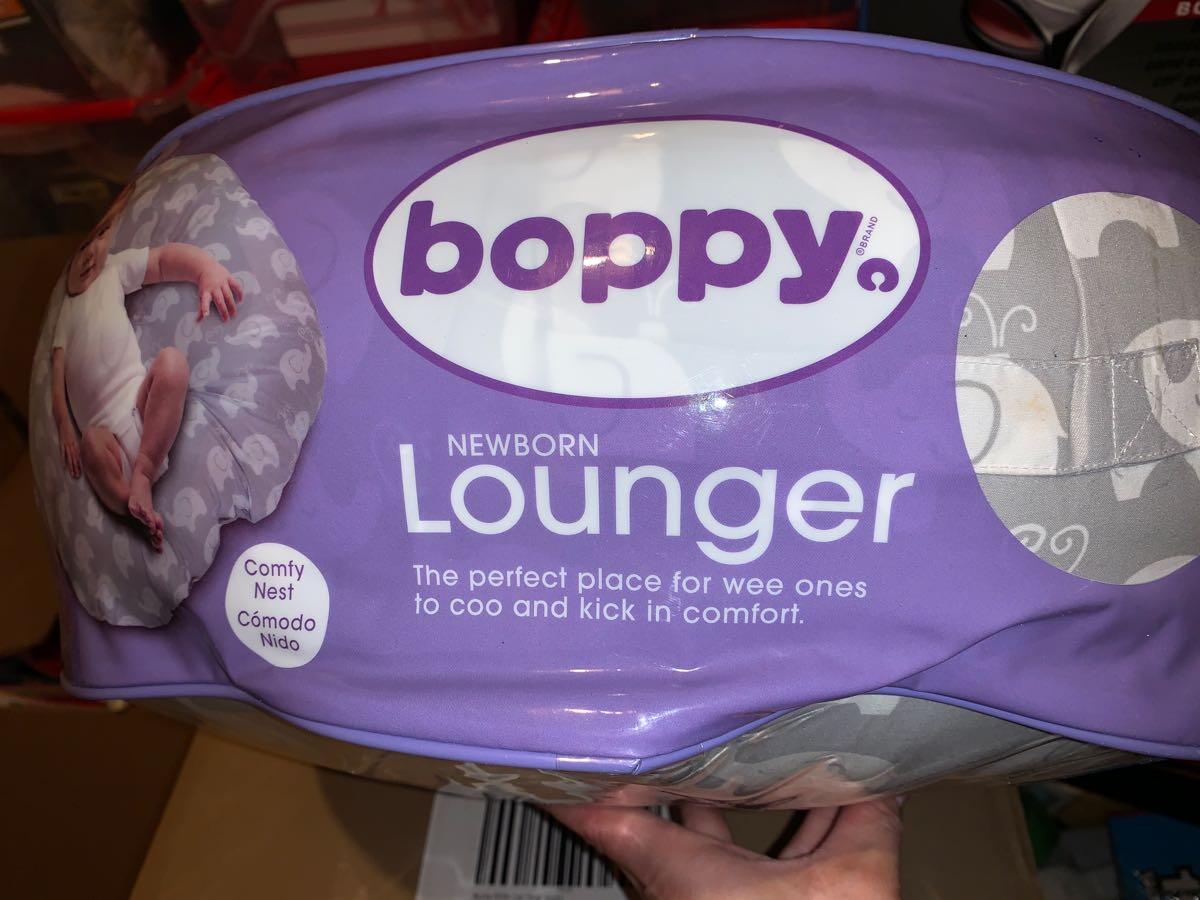 boppy.
®BRAND
NEWBORN
Lounger
The perfect place for wee ones
to coo and kick in comfort.
Comfy
Nest
Cómodo
Nido